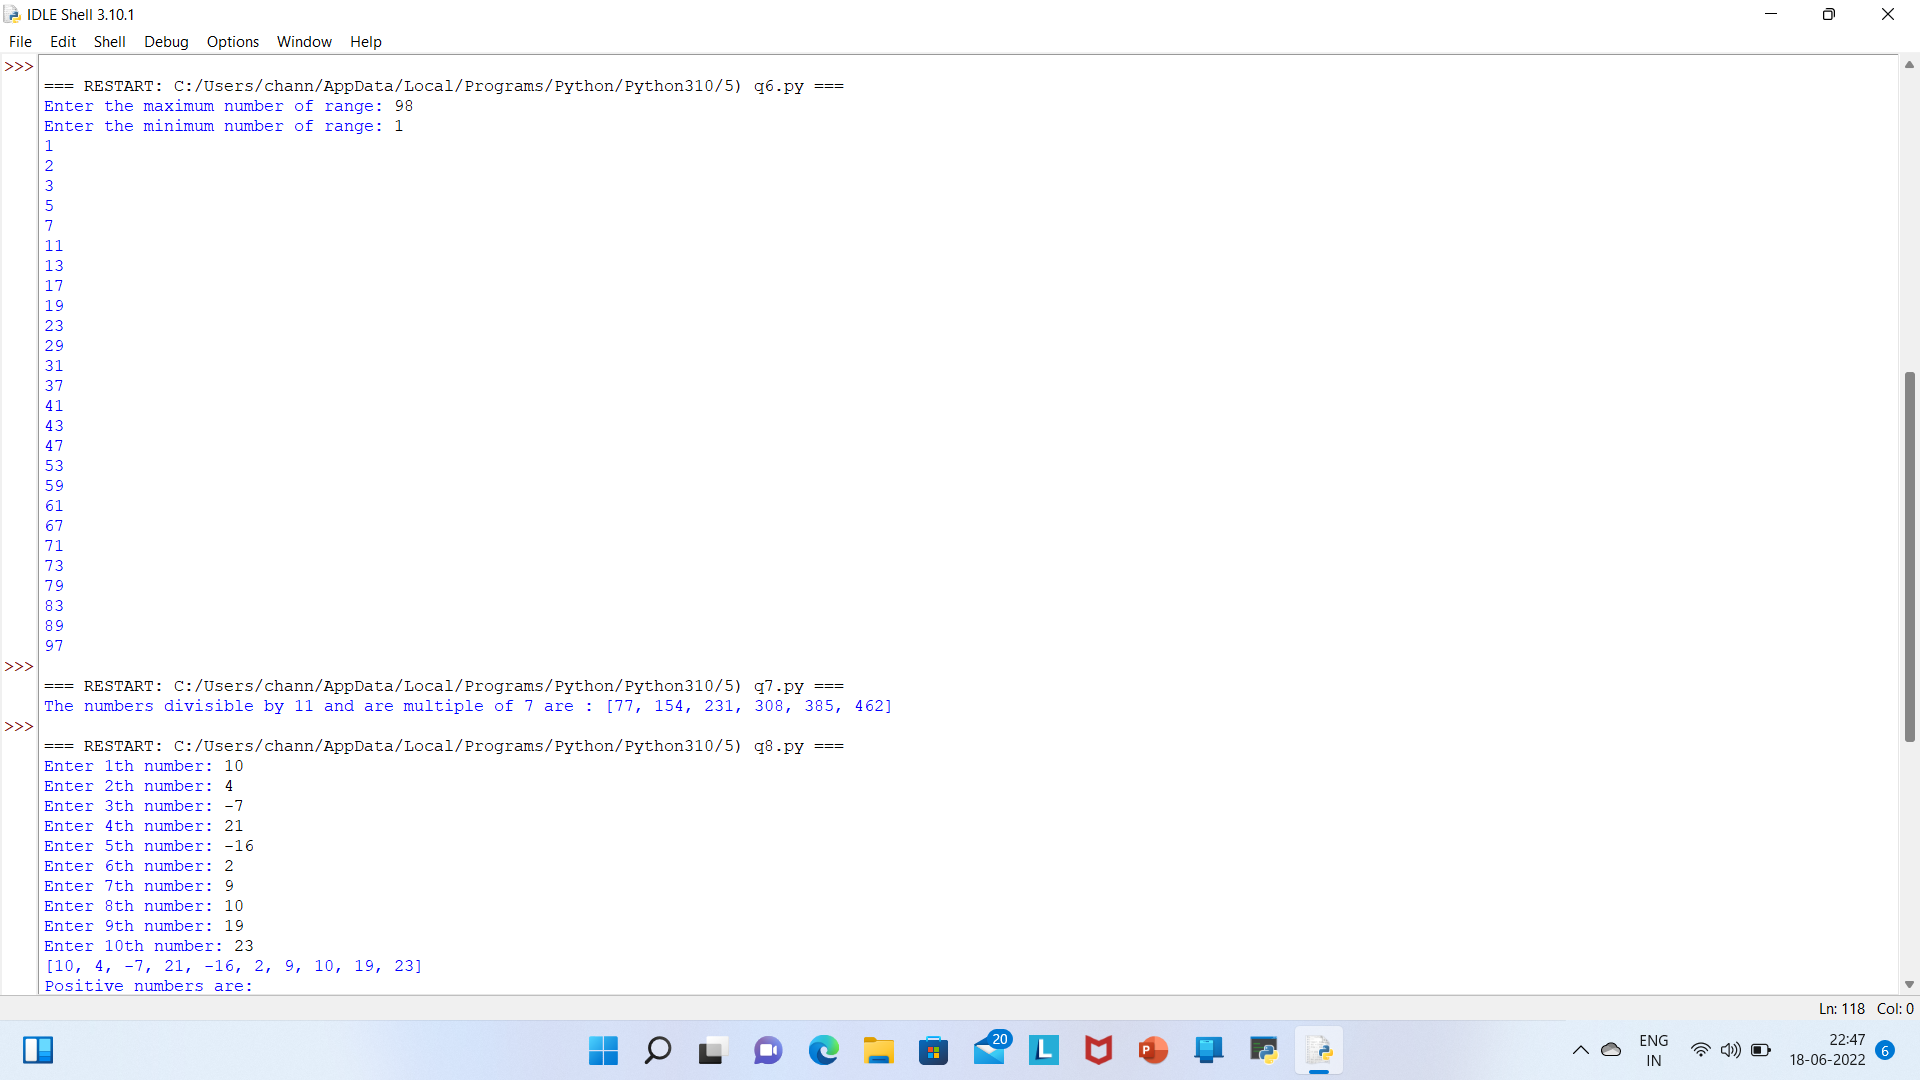 IDLE Shell 3.10.1
File Edit Shell Debug Options Window Help
>>>
=== RESTART: C:/Users/chann/AppData/Local/Programs/Python/Python310/5) q6.py ===
Enter the maximum number of range: 98
Enter the minimum number of range: 1
1
2
3
5
7
11
13
17
19
23
29
31
37
41
43
47
53
59
61
67
71
73
79
83
89
97
>>>
=== RESTART: C:/Users/chann/AppData/Local/Programs/Python/Python310/5) q7.py ===
The numbers divisible by 11 and are multiple of 7 are : [77, 154, 231, 308, 385, 462]
>>>
=== RESTART: C:/Users/chann/AppData/Local/Programs/Python/Python310/5) q8.py ===
Enter 1th number: 10
Enter 2th number: 4
Enter 3th number: -7
Enter 4th number: 21
Enter 5th number: -16
Enter 6th number: 2
Enter 7th number: 9
Enter 8th number: 10
Enter 9th number: 19
Enter 10th number: 23
[10, 4, -7, 21, -16, 2, 9, 10, 19, 23]
Positive numbers are:
Ln: 118 Col: 0
20
L
P
ENG
IN
22:47
18-06-2022
6